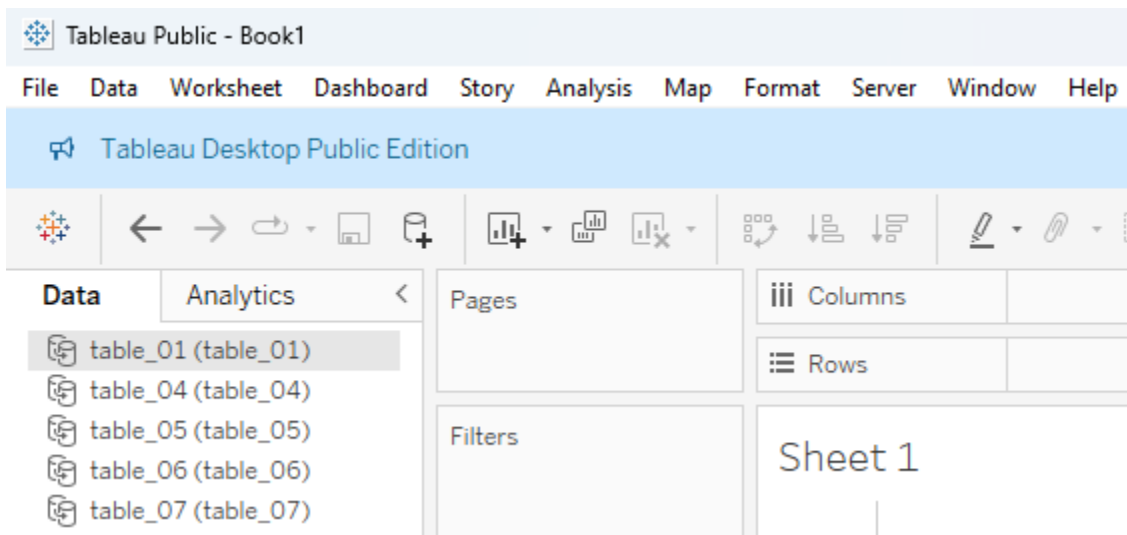 Tableau Public - Book1
File Data Worksheet Dashboard Story Analysis Map Format Server Window Help
Tableau Desktop Public Edition
Data Analytics
table_01 (table_01)
table_04 (table_04)
table_05 (table_05)
table_06 (table_06)
table_07 (table_07)
Pages
Filters
Columns
Rows
Sheet 1